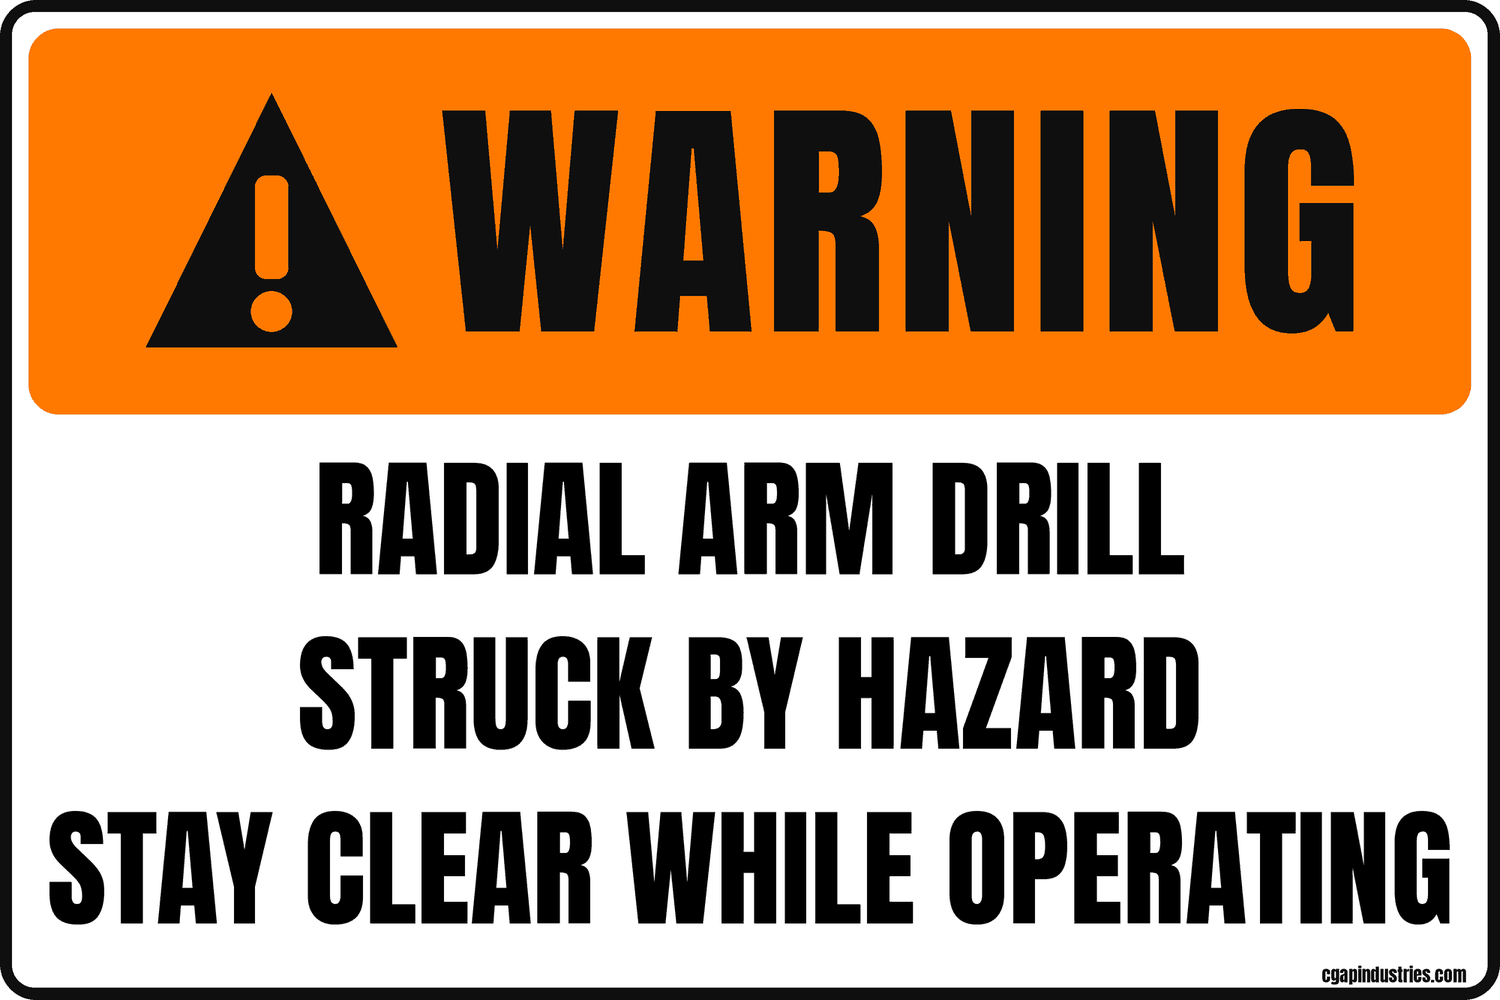 WARNING
RADIAL ARM DRILL
STRUCK BY HAZARD
STAY CLEAR WHILE OPERATING
cgapindustries.com